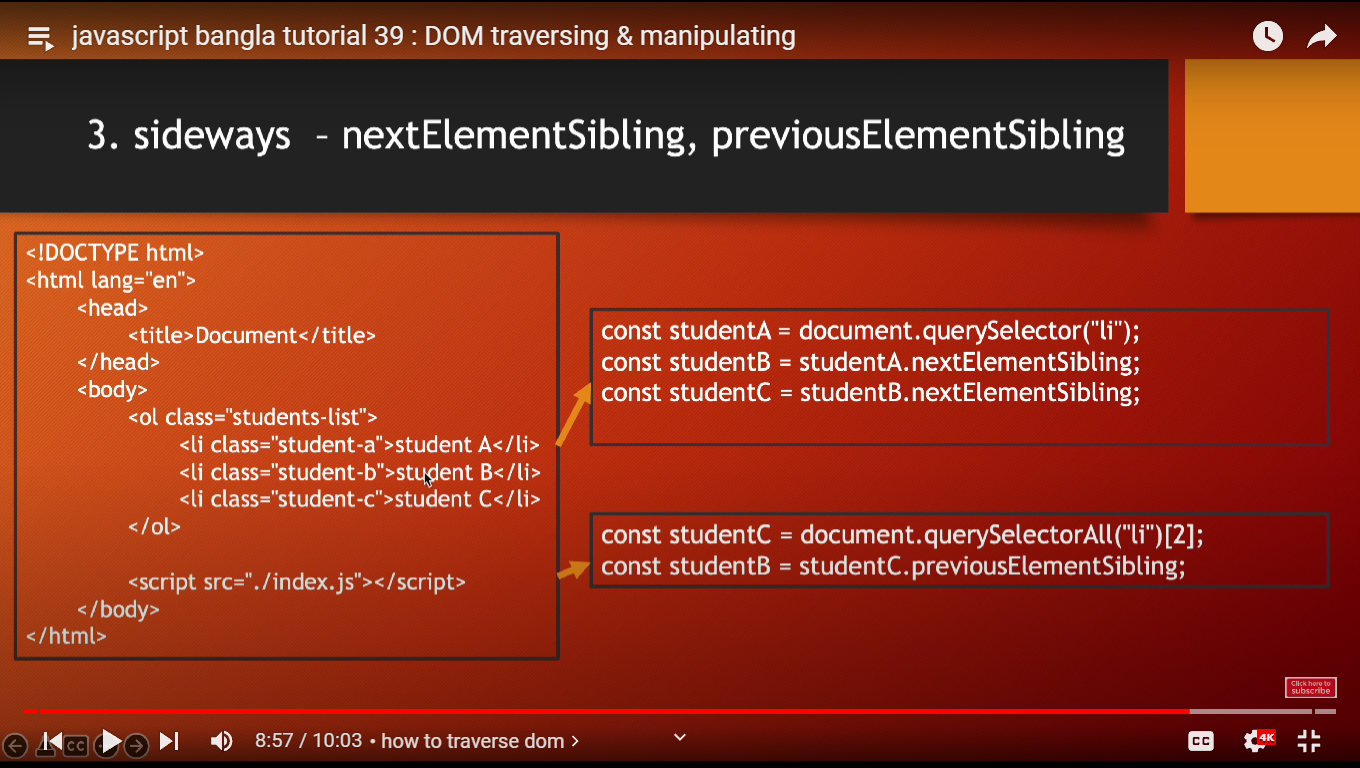 javascript bangla tutorial 39 : DOM traversing & manipulating
3. sideways – nextElementSibling, previousElementSibling
<!DOCTYPE html>
<html lang="en">
<head>
<title>Document</title>
</head>
<body>
<ol class="students-list">
<li class="student-a">student A</li>
<li class="student-b">student B</li>
<li class="student-c">student C</li>
</ol>
<script src="./index.js"></script>
</body>
</html>
const studentA = document.querySelector("li");
const studentB = studentA.nextElementSibling;
const studentC = studentB.nextElementSibling;
const studentC = document.querySelectorAll("li")[2];
const studentB = studentC.previousElementSibling;
Click here to
subscribe
CC
8:57 / 10:03 • how to traverse dom >
CC
4K